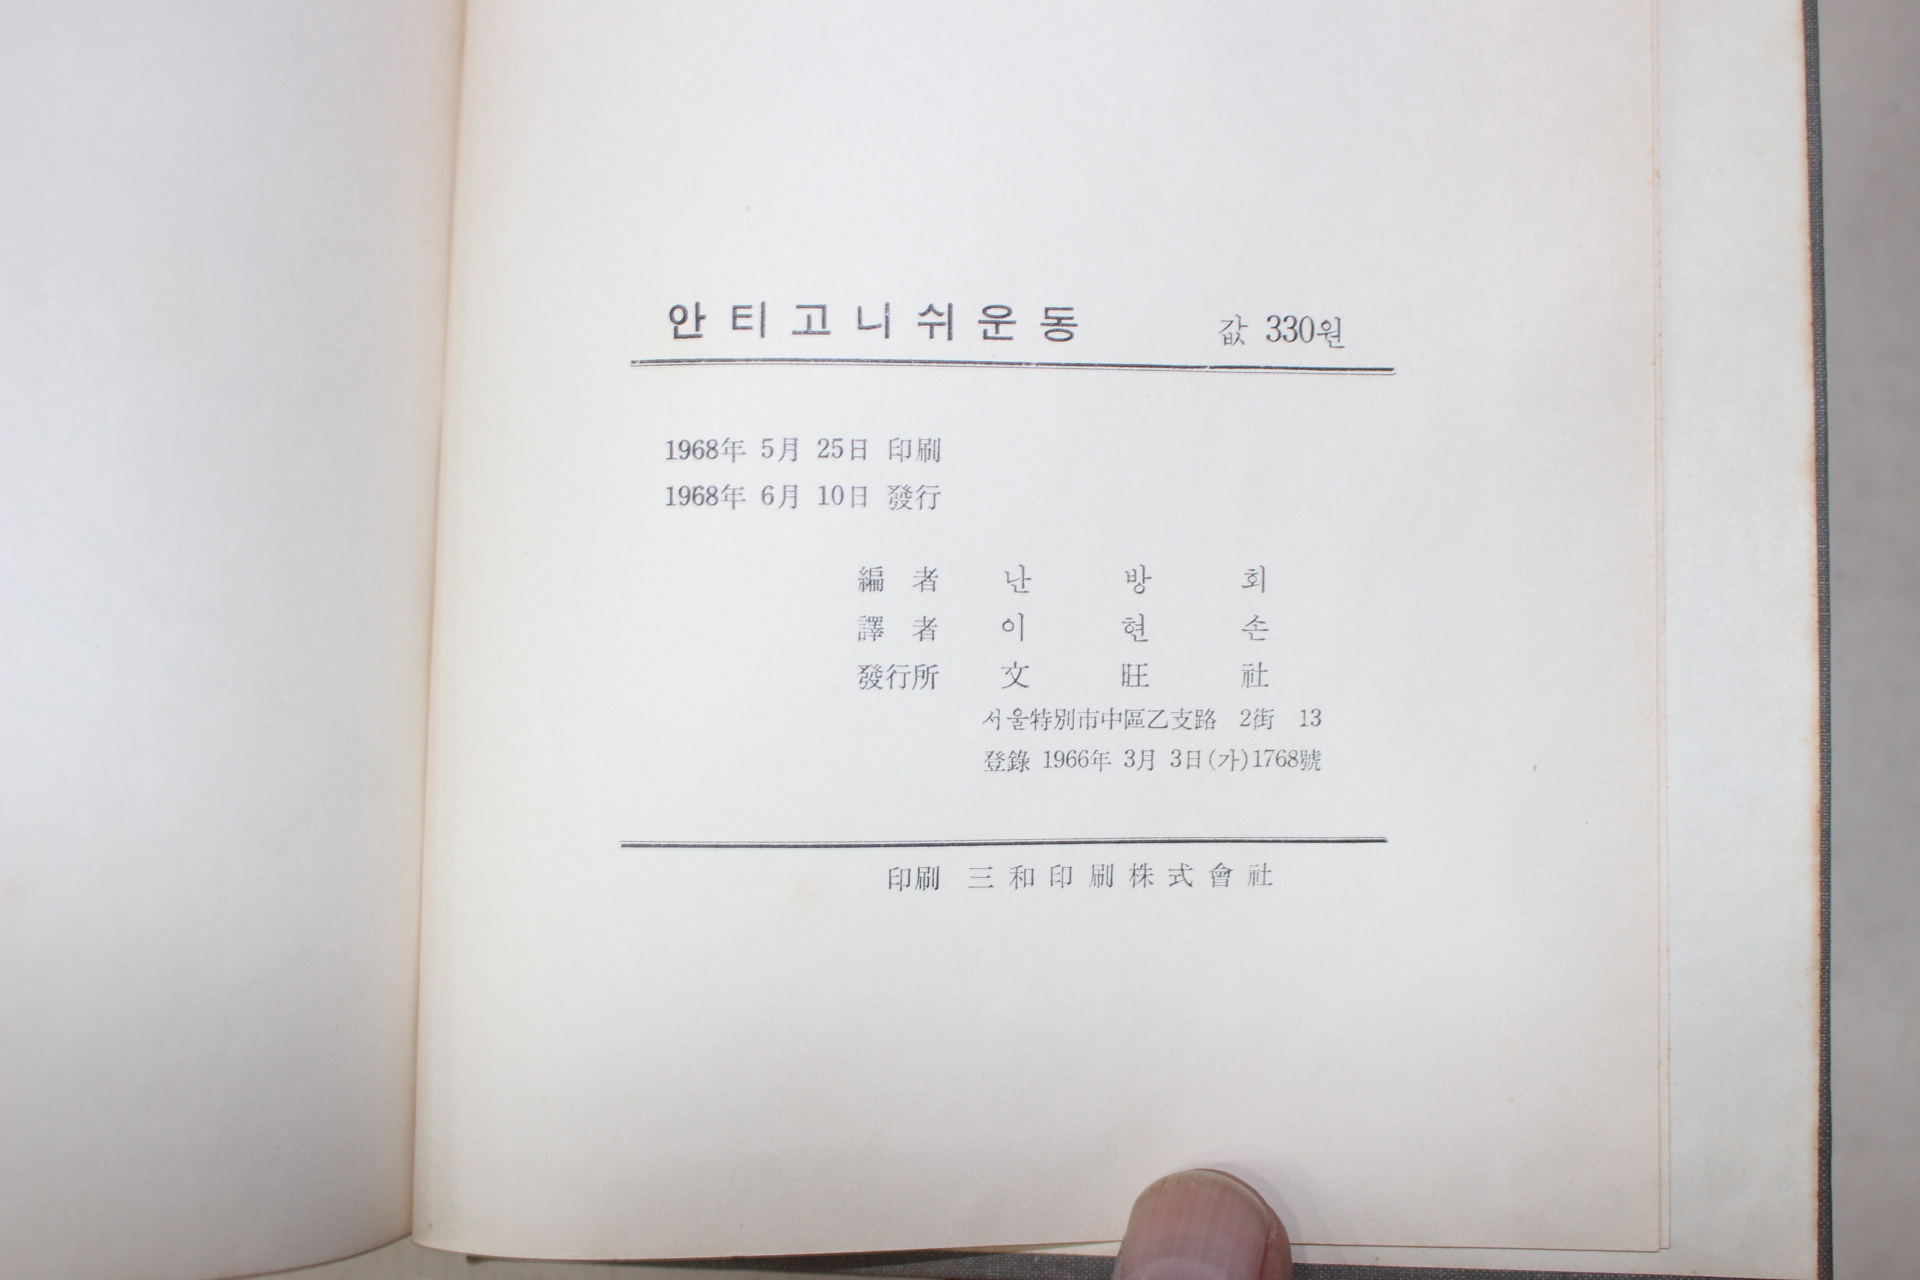 안티고니쉬운동 값 330원
1968年 5月 25日 印刷
1968年 6月 10日 發行
編者 난방회
譯者 이현손
發行所 文旺社
서울特別市中區乙支路 2街 13
登錄 1966年 3月 3日(가)1768號
印刷 三和印刷株式會社